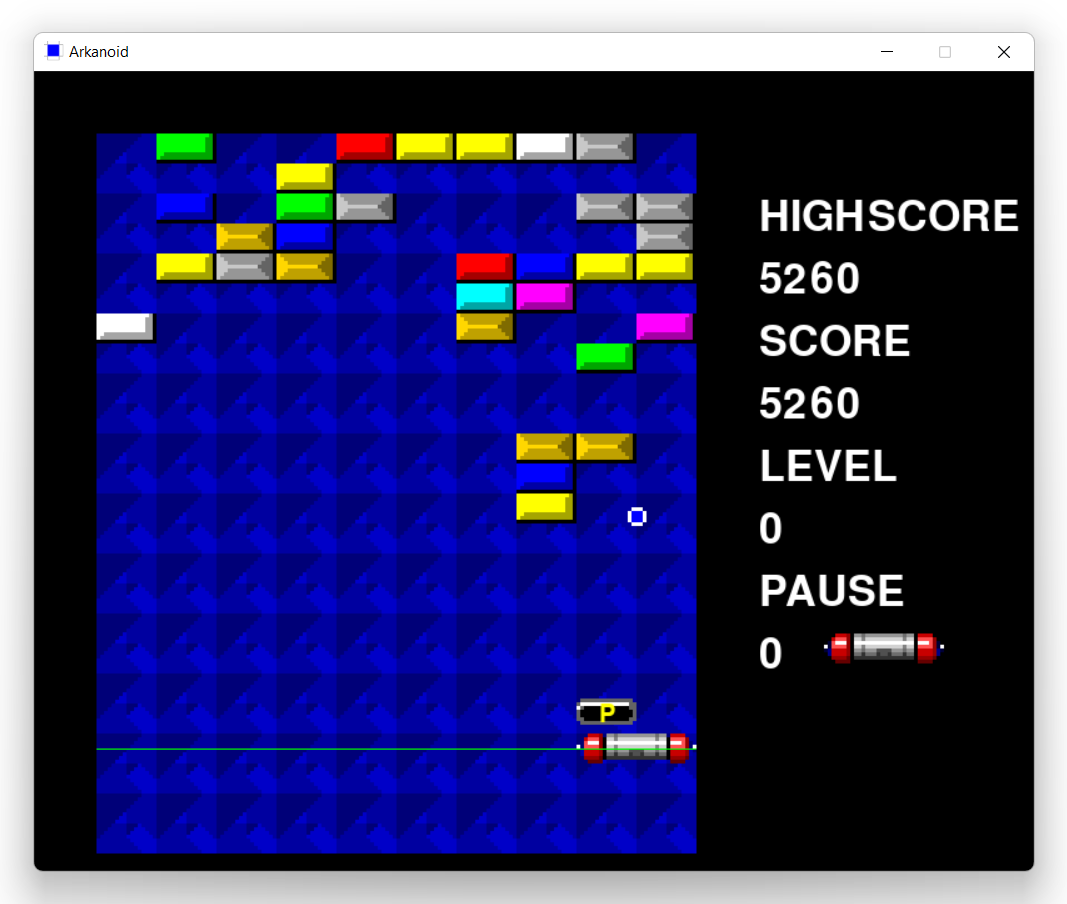 Arkanoid
HIGHSCORE
5260
SCORE
5260
LEVEL
0
PAUSE
0
P